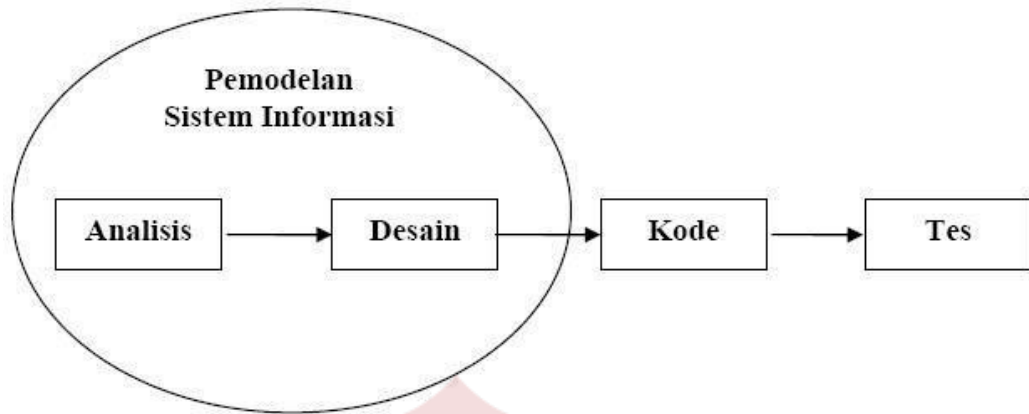 Pemodelan
Sistem Informasi
Analisis
Desain
Kode
Tes